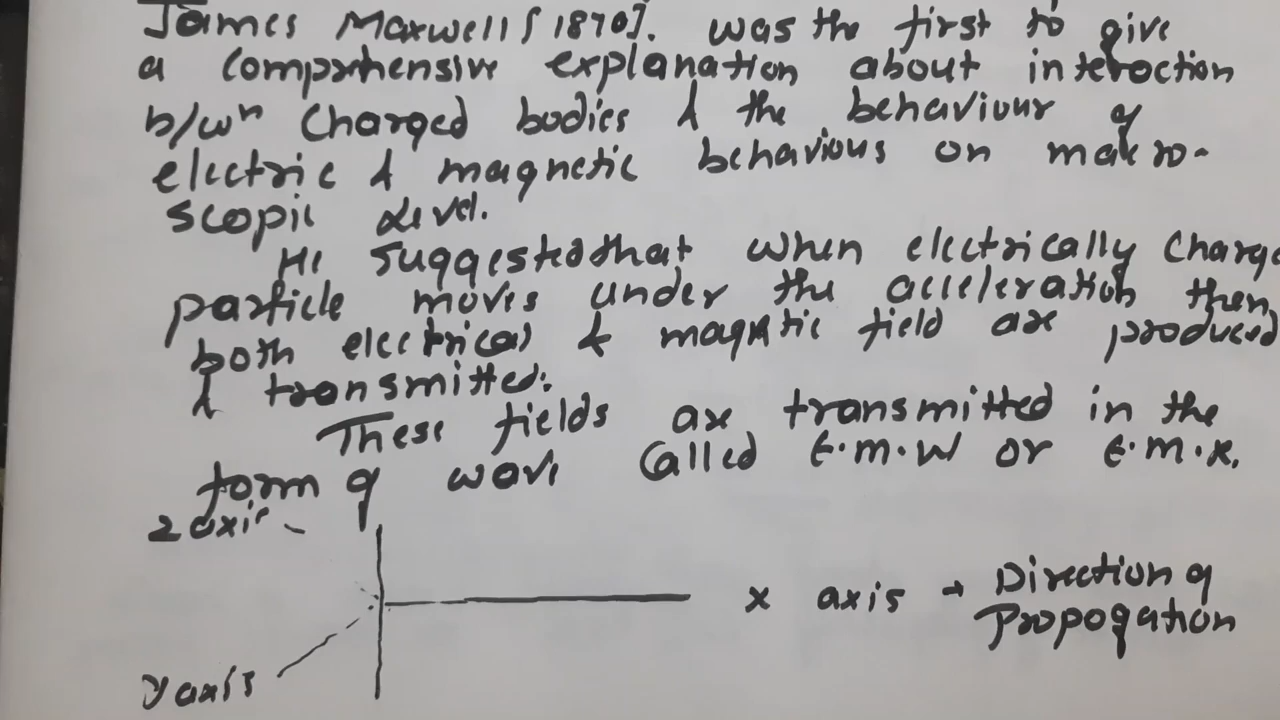 James Maxwell [1870]. was the first to give
a comprehensive explanation about interaction
b/wn charged bodies & the behaviour of
electric & magnetic behavious on makro-
scopic level.
He suggested that when electrically charge
particle moves under the acceleration then
both electrical & magnetic field are produced
& transmitted.
These fields are transmitted in the
form of wave called E.M.W or E.M.R.
z axis
x axis → Direction of
Propogation
y axis